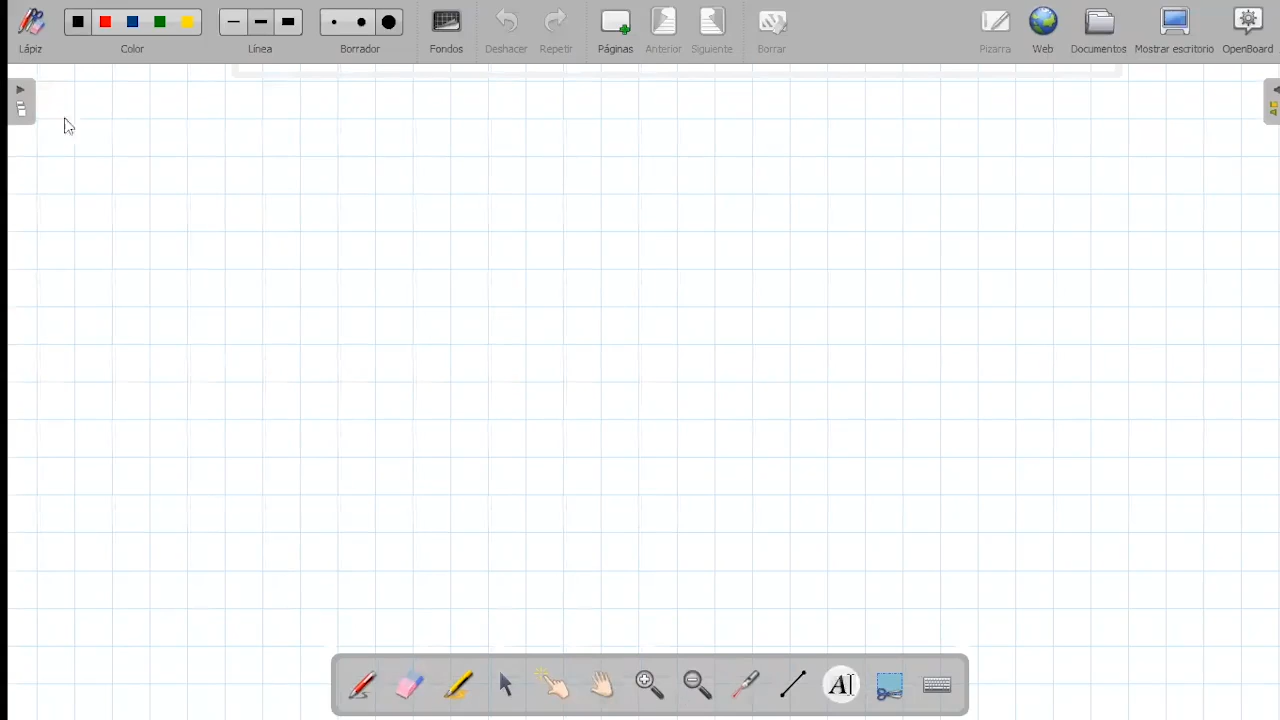 Lápiz Color Línea Borrador Fondos Deshacer Repetir Páginas Anterior Siguiente Borrar Pizarra Web Documentos Mostrar escritorio OpenBoard
A